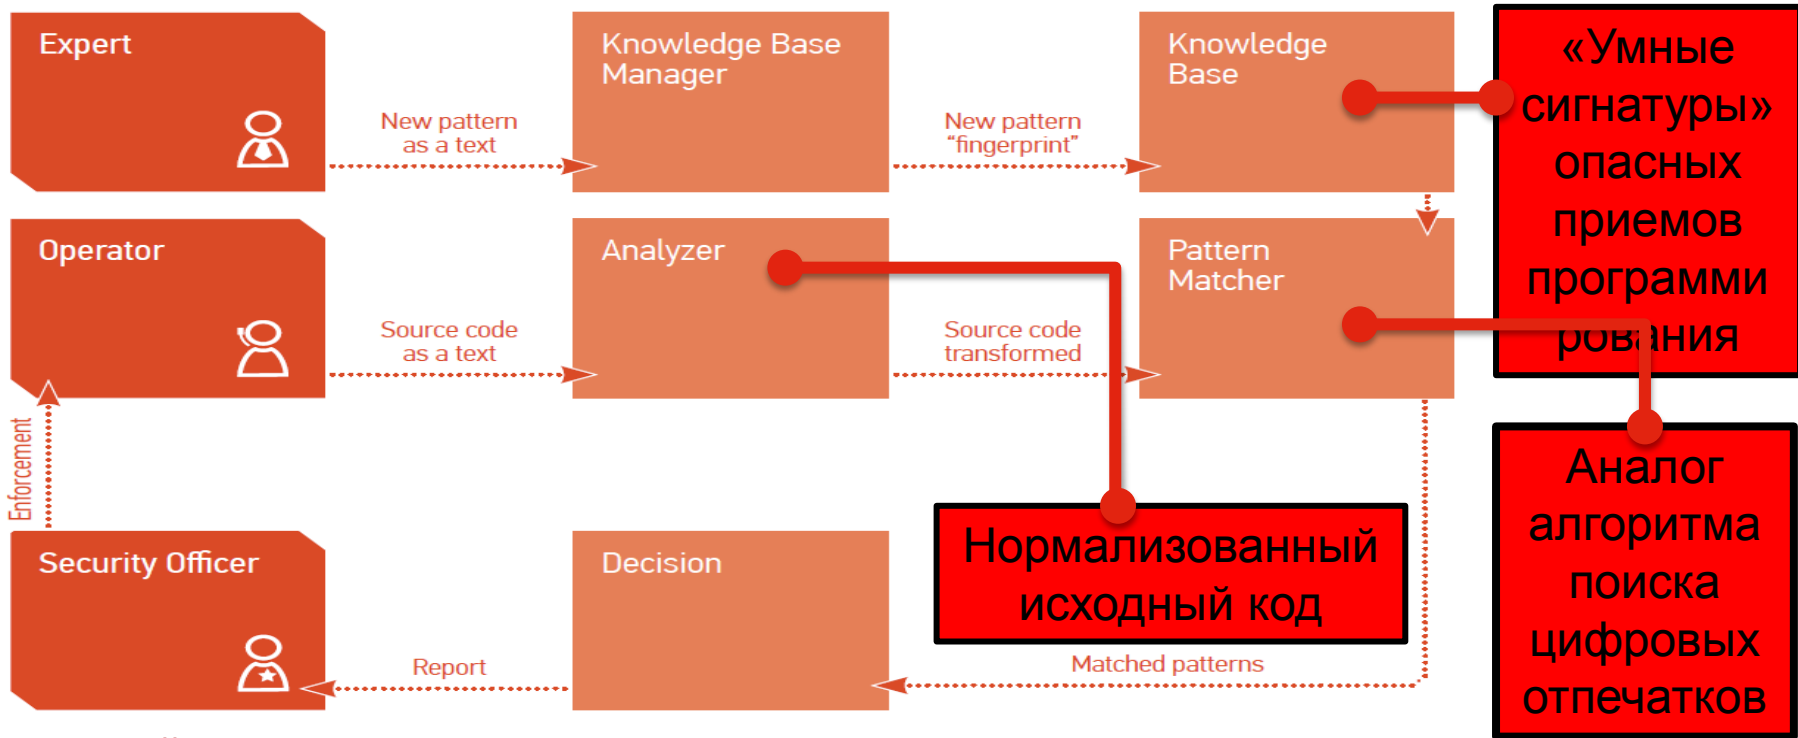 Expert
Knowledge Base
Manager
Knowledge
Base
New pattern
as a text
New pattern
“fingerprint”
«Умные
сигнатуры»
опасных
приемов
программи
рования
Operator
Analyzer
Pattern
Matcher
Source code
as a text
Source code
transformed
Enforcement
Аналог
алгоритма
поиска
цифровых
отпечатков
Нормализованный
исходный код
Security Officer
Decision
Report
Matched patterns